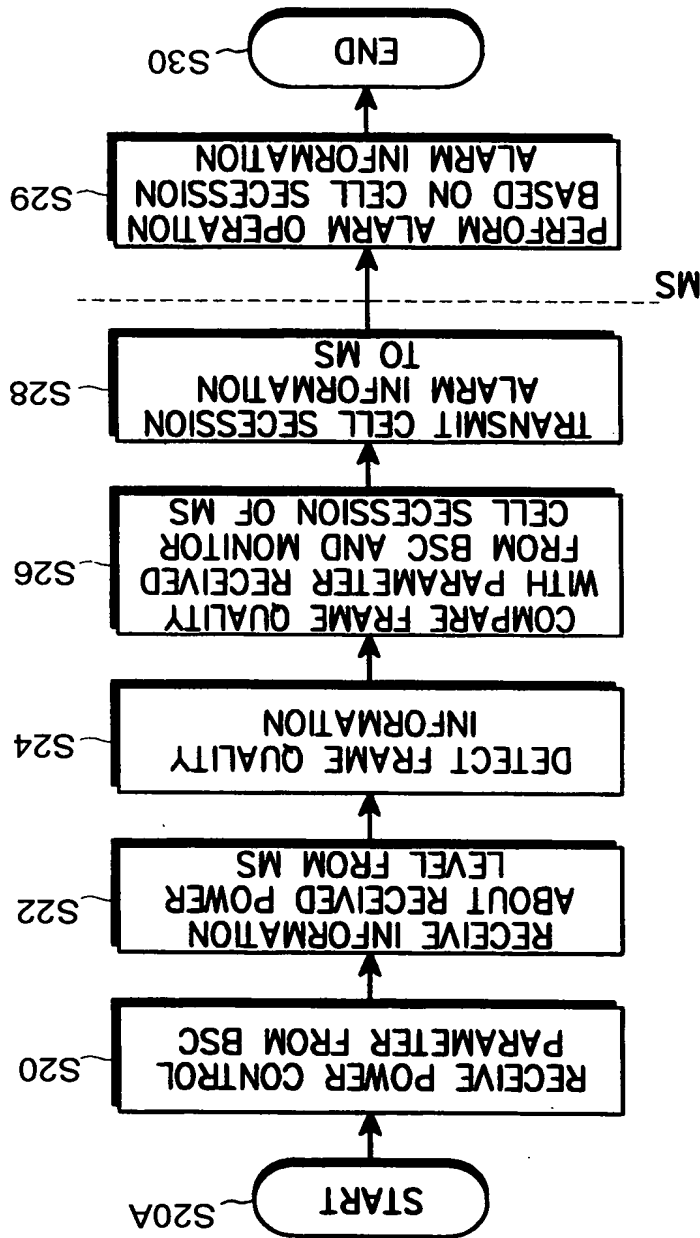 START
S20A
RECEIVE POWER CONTROL
PARAMETER FROM BSC
S20
RECEIVE INFORMATION
ABOUT RECEIVED POWER
LEVEL FROM MS
S22
DETECT FRAME QUALITY
INFORMATION
S24
COMPARE FRAME QUALITY
WITH PARAMETER RECEIVED
FROM BSC AND MONITOR
CELL SECESSION OF MS
S26
TRANSMIT CELL SECESSION
ALARM INFORMATION
TO MS
S28
MS
PERFORM ALARM OPERATION
BASED ON CELL SECESSION
ALARM INFORMATION
S29
END
S30